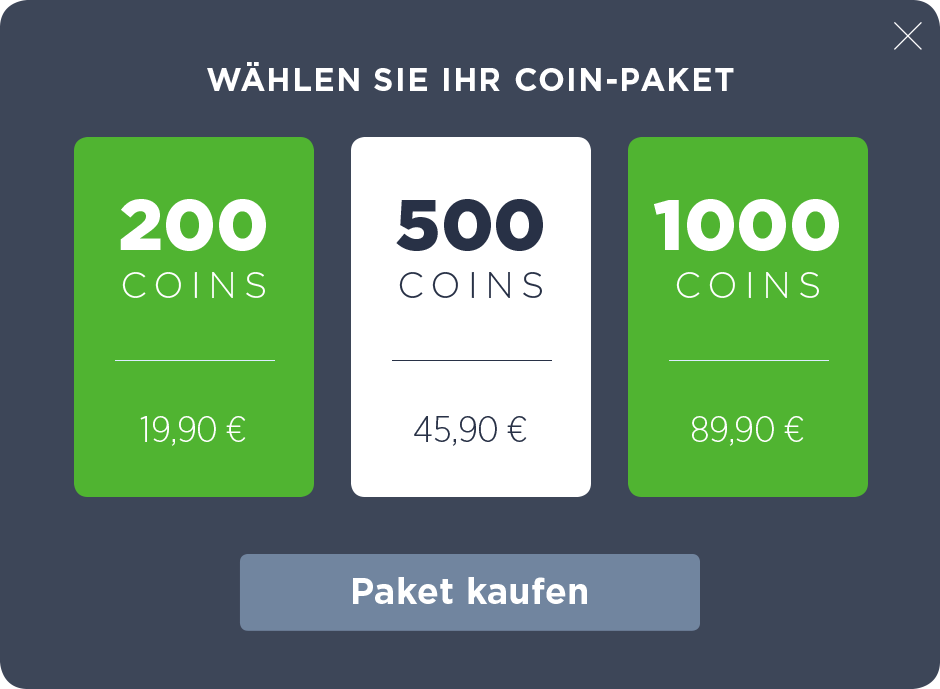 WÄHLEN SIE IHR COIN-PAKET
200
COINS
19,90 €
500
COINS
45,90 €
1000
COINS
89,90 €
Paket kaufen